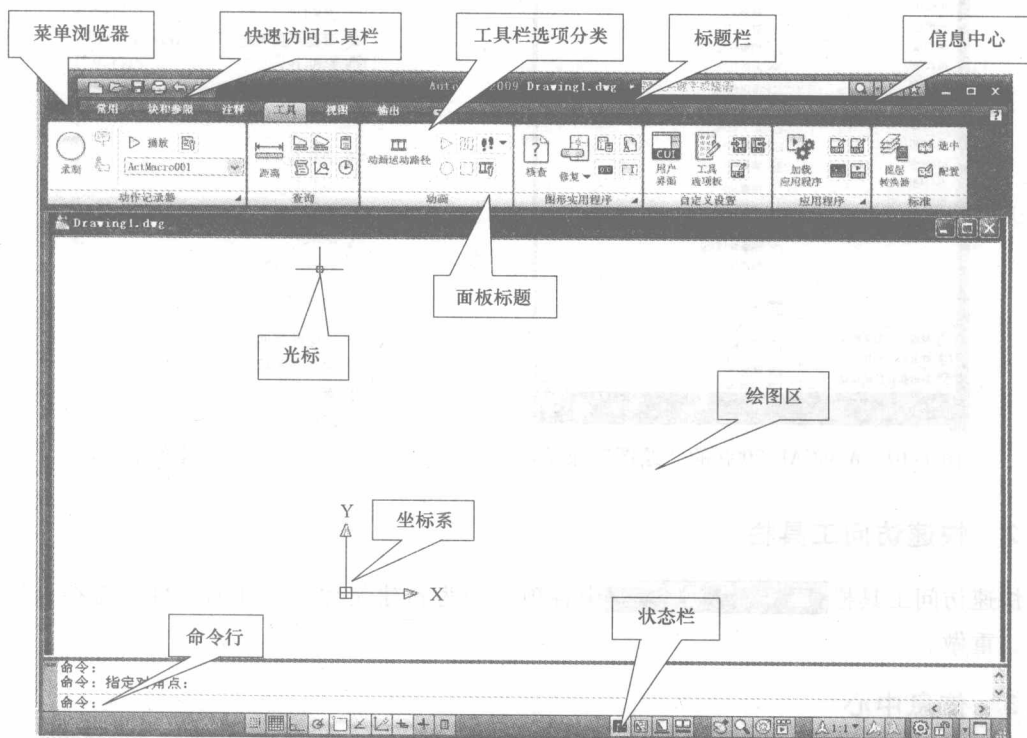 菜单浏览器
快速访问工具栏
工具栏选项分类
标题栏
信息中心
Drawing1.dwg
常用 块和参照 注释 工具 视图 输出
录制
播放
ActMacro001
动作记录器
距离
查询
动画运动路径
动画
核查
修复
图形实用程序
CUI
用户界面
工具选项板
自定义设置
加载应用程序
应用程序
图层转换器
选中
配置
标准
Drawing1.dwg
面板标题
光标
绘图区
Y
坐标系
X
命令行
状态栏
命令:
命令: 指定对角点:
命令:
1:1